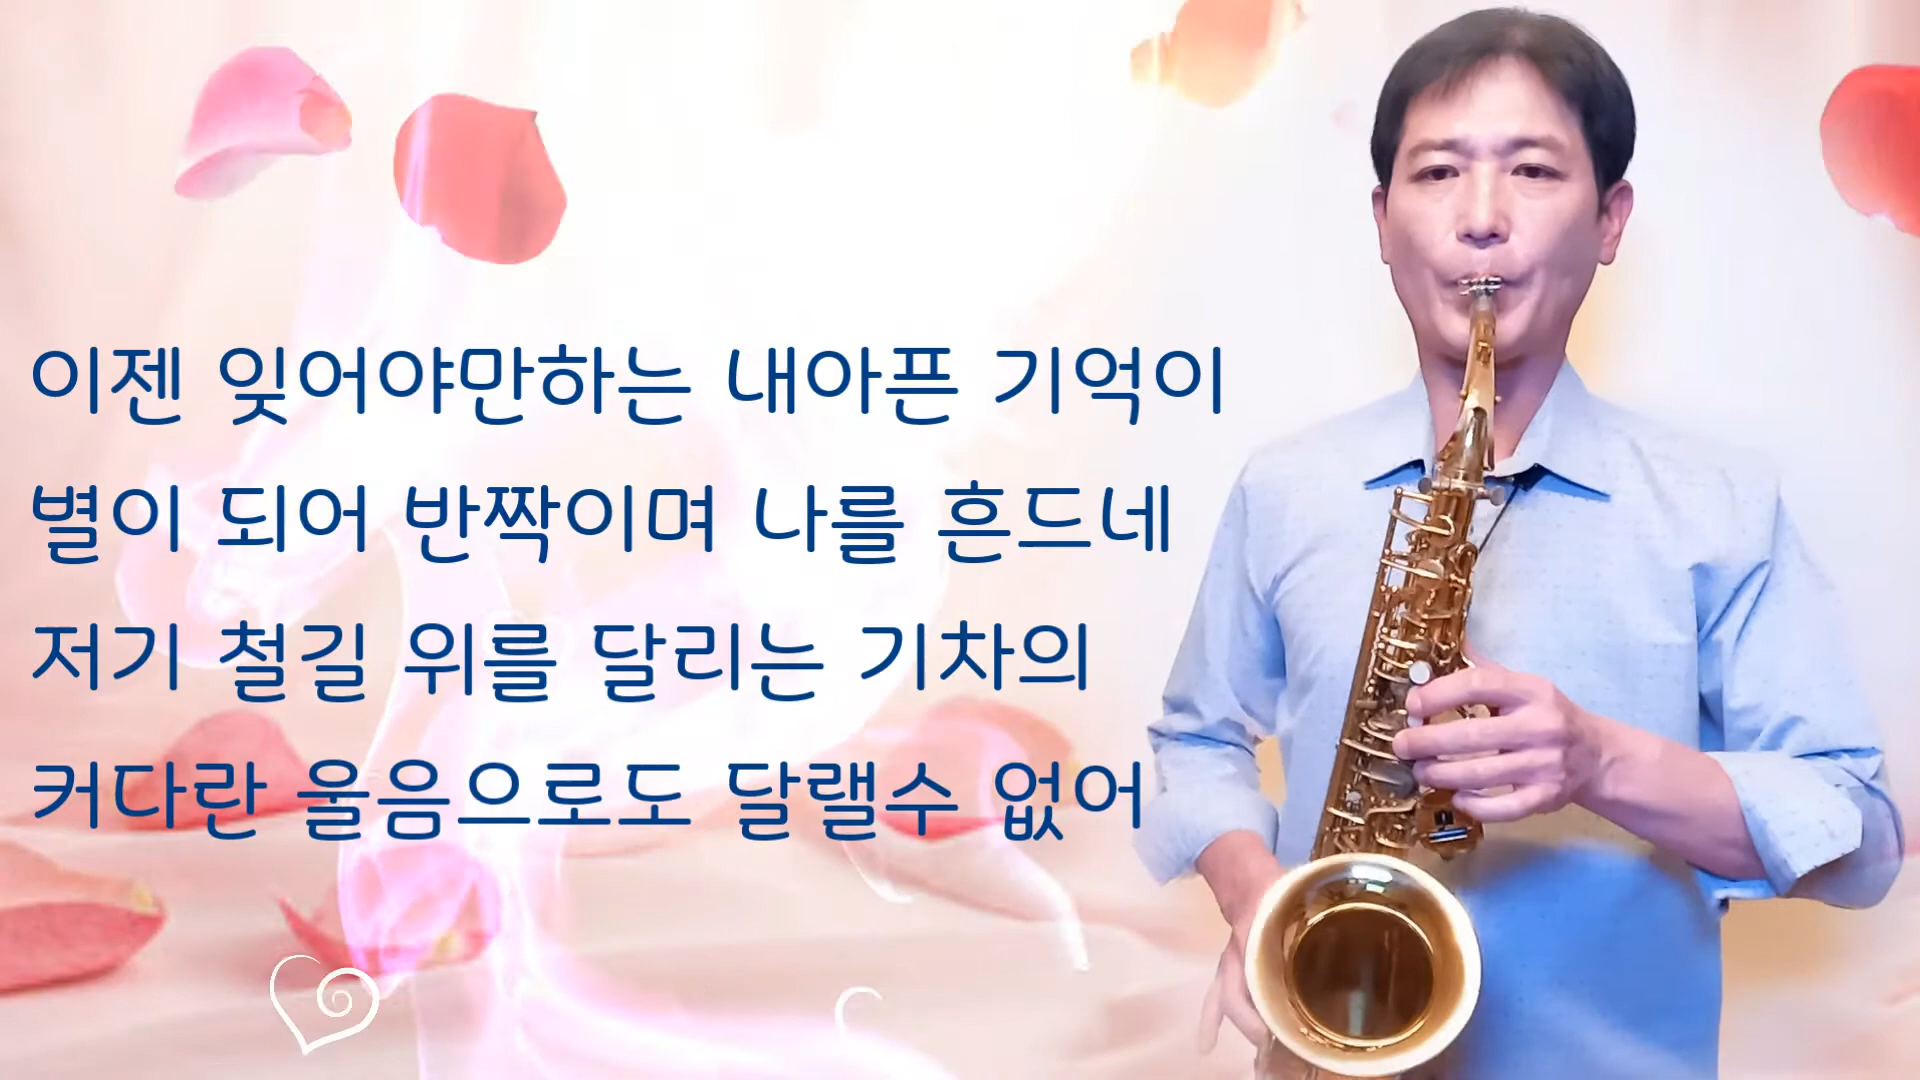 이젠 잊어야만하는 내아픈 기억이
별이 되어 반짝이며 나를 흔드네
저기 철길 위를 달리는 기차의
커다란 울음으로도 달랠수 없어